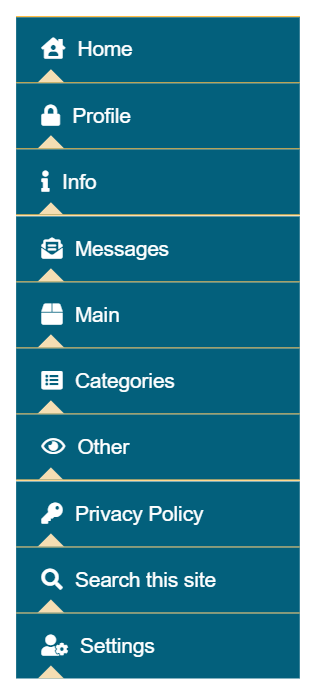 Home
Profile
Info
Messages
Main
Categories
Other
Privacy Policy
Search this site
Settings